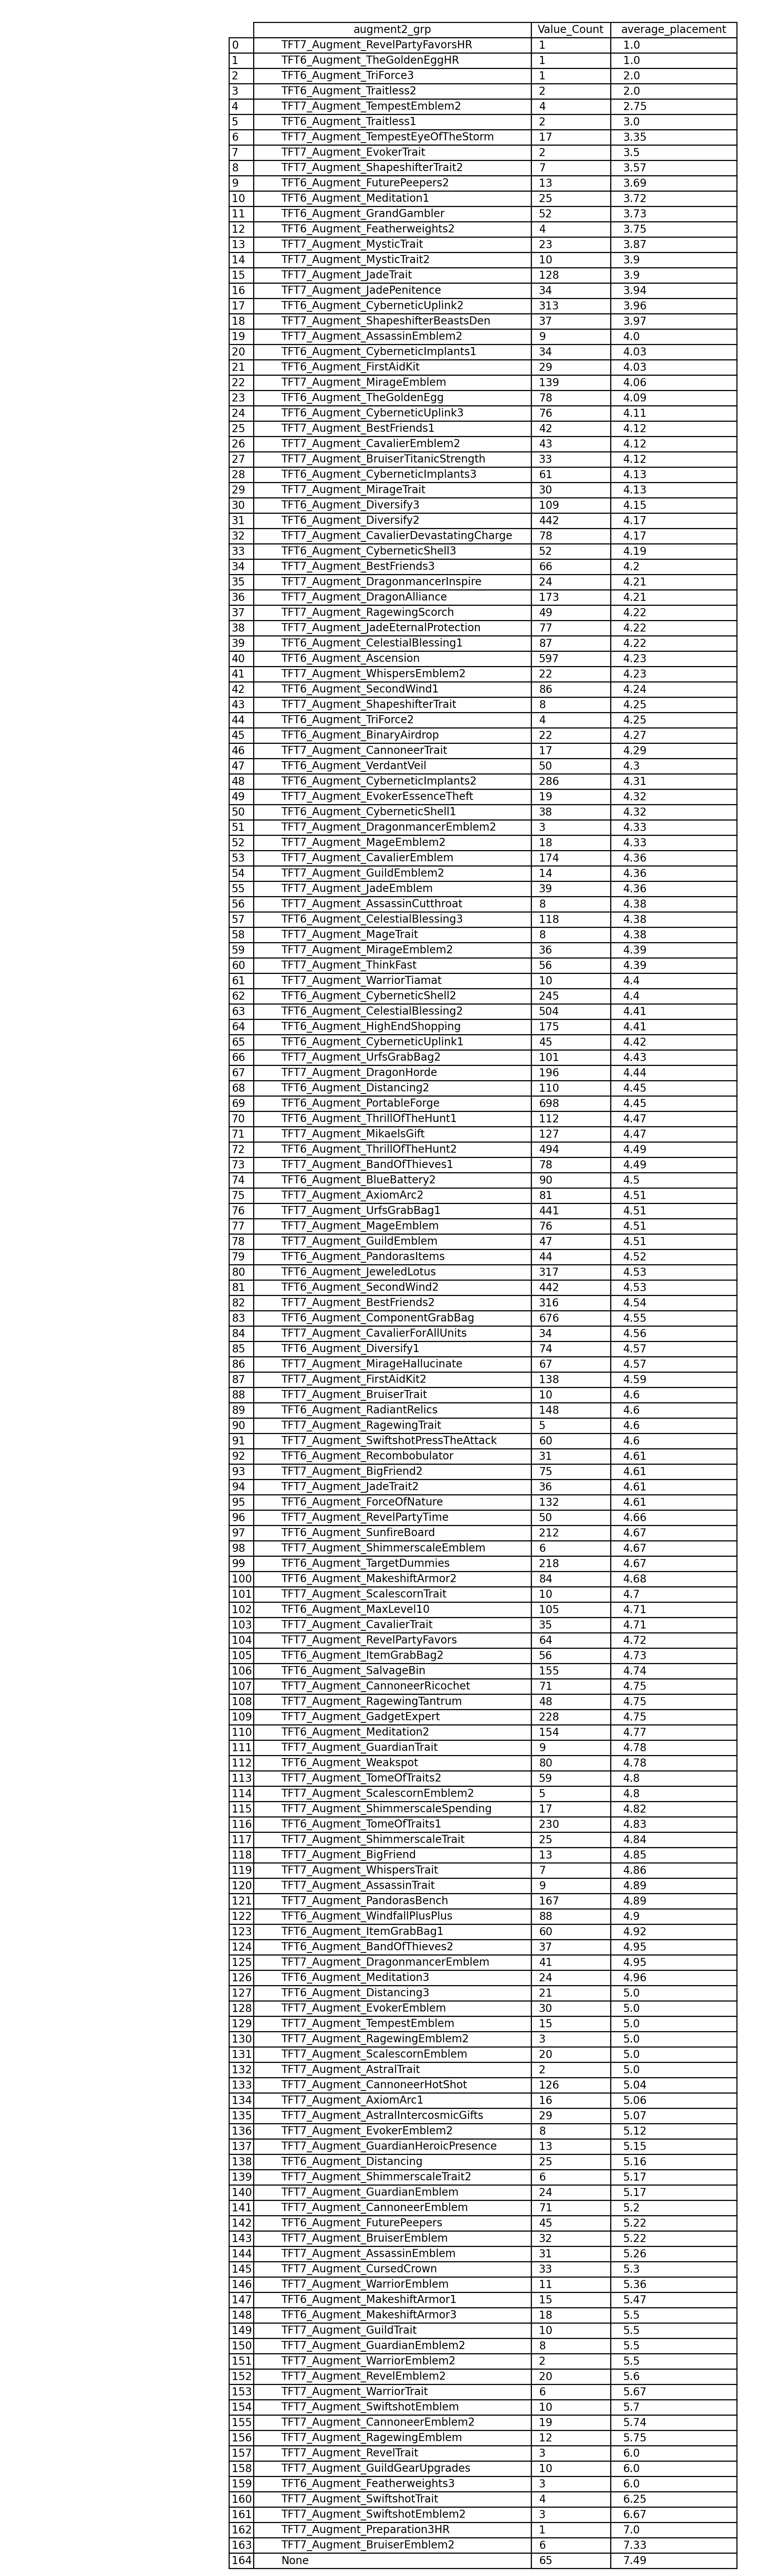 augment2_grp Value_Count average_placement
0 TFT7_Augment_RevelPartyFavorsHR 1 1.0
1 TFT6_Augment_TheGoldenEggHR 1 1.0
2 TFT6_Augment_TriForce3 1 2.0
3 TFT6_Augment_Traitless2 2 2.0
4 TFT7_Augment_TempestEmblem2 4 2.75
5 TFT6_Augment_Traitless1 2 3.0
6 TFT7_Augment_TempestEyeOfTheStorm 17 3.35
7 TFT7_Augment_EvokerTrait 2 3.5
8 TFT7_Augment_ShapeshifterTrait2 7 3.57
9 TFT6_Augment_FuturePeepers2 13 3.69
10 TFT6_Augment_Meditation1 25 3.72
11 TFT6_Augment_GrandGambler 52 3.73
12 TFT6_Augment_Featherweights2 4 3.75
13 TFT7_Augment_MysticTrait 23 3.87
14 TFT7_Augment_MysticTrait2 10 3.9
15 TFT7_Augment_JadeTrait 128 3.9
16 TFT7_Augment_JadePenitence 34 3.94
17 TFT6_Augment_CyberneticUplink2 313 3.96
18 TFT7_Augment_ShapeshifterBeastsDen 37 3.97
19 TFT7_Augment_AssassinEmblem2 9 4.0
20 TFT6_Augment_CyberneticImplants1 34 4.03
21 TFT6_Augment_FirstAidKit 29 4.03
22 TFT7_Augment_MirageEmblem 139 4.06
23 TFT6_Augment_TheGoldenEgg 78 4.09
24 TFT6_Augment_CyberneticUplink3 76 4.11
25 TFT7_Augment_BestFriends1 42 4.12
26 TFT7_Augment_CavalierEmblem2 43 4.12
27 TFT7_Augment_BruiserTitanicStrength 33 4.12
28 TFT6_Augment_CyberneticImplants3 61 4.13
29 TFT7_Augment_MirageTrait 30 4.13
30 TFT6_Augment_Diversify3 109 4.15
31 TFT6_Augment_Diversify2 442 4.17
32 TFT7_Augment_CavalierDevastatingCharge 78 4.17
33 TFT6_Augment_CyberneticShell3 52 4.19
34 TFT7_Augment_BestFriends3 66 4.2
35 TFT7_Augment_DragonmancerInspire 24 4.21
36 TFT7_Augment_DragonAlliance 173 4.21
37 TFT7_Augment_RagewingScorch 49 4.22
38 TFT7_Augment_JadeEternalProtection 77 4.22
39 TFT6_Augment_CelestialBlessing1 87 4.22
40 TFT6_Augment_Ascension 597 4.23
41 TFT7_Augment_WhispersEmblem2 22 4.23
42 TFT6_Augment_SecondWind1 86 4.24
43 TFT7_Augment_ShapeshifterTrait 8 4.25
44 TFT6_Augment_TriForce2 4 4.25
45 TFT6_Augment_BinaryAirdrop 22 4.27
46 TFT7_Augment_CannoneerTrait 17 4.29
47 TFT6_Augment_VerdantVeil 50 4.3
48 TFT6_Augment_CyberneticImplants2 286 4.31
49 TFT7_Augment_EvokerEssenceTheft 19 4.32
50 TFT6_Augment_CyberneticShell1 38 4.32
51 TFT7_Augment_DragonmancerEmblem2 3 4.33
52 TFT7_Augment_MageEmblem2 18 4.33
53 TFT7_Augment_CavalierEmblem 174 4.36
54 TFT7_Augment_GuildEmblem2 14 4.36
55 TFT7_Augment_JadeEmblem 39 4.36
56 TFT7_Augment_AssassinCutthroat 8 4.38
57 TFT6_Augment_CelestialBlessing3 118 4.38
58 TFT7_Augment_MageTrait 8 4.38
59 TFT7_Augment_MirageEmblem2 36 4.39
60 TFT7_Augment_ThinkFast 56 4.39
61 TFT7_Augment_WarriorTiamat 10 4.4
62 TFT6_Augment_CyberneticShell2 245 4.4
63 TFT6_Augment_CelestialBlessing2 504 4.41
64 TFT6_Augment_HighEndShopping 175 4.41
65 TFT6_Augment_CyberneticUplink1 45 4.42
66 TFT7_Augment_UrfsGrabBag2 101 4.43
67 TFT7_Augment_DragonHorde 196 4.44
68 TFT6_Augment_Distancing2 110 4.45
69 TFT6_Augment_PortableForge 698 4.45
70 TFT6_Augment_ThrillOfTheHunt1 112 4.47
71 TFT7_Augment_MikaelsGift 127 4.47
72 TFT6_Augment_ThrillOfTheHunt2 494 4.49
73 TFT7_Augment_BandOfThieves1 78 4.49
74 TFT6_Augment_BlueBattery2 90 4.5
75 TFT7_Augment_AxiomArc2 81 4.51
76 TFT7_Augment_UrfsGrabBag1 441 4.51
77 TFT7_Augment_MageEmblem 76 4.51
78 TFT7_Augment_GuildEmblem 47 4.51
79 TFT6_Augment_PandorasItems 44 4.52
80 TFT6_Augment_JeweledLotus 317 4.53
81 TFT6_Augment_SecondWind2 442 4.53
82 TFT7_Augment_BestFriends2 316 4.54
83 TFT6_Augment_ComponentGrabBag 676 4.55
84 TFT7_Augment_CavalierForAllUnits 34 4.56
85 TFT6_Augment_Diversify1 74 4.57
86 TFT7_Augment_MirageHallucinate 67 4.57
87 TFT7_Augment_FirstAidKit2 138 4.59
88 TFT7_Augment_BruiserTrait 10 4.6
89 TFT6_Augment_RadiantRelics 148 4.6
90 TFT7_Augment_RagewingTrait 5 4.6
91 TFT7_Augment_SwiftshotPressTheAttack 60 4.6
92 TFT6_Augment_Recombobulator 31 4.61
93 TFT7_Augment_BigFriend2 75 4.61
94 TFT7_Augment_JadeTrait2 36 4.61
95 TFT6_Augment_ForceOfNature 132 4.61
96 TFT7_Augment_RevelPartyTime 50 4.66
97 TFT6_Augment_SunfireBoard 212 4.67
98 TFT7_Augment_ShimmerscaleEmblem 6 4.67
99 TFT6_Augment_TargetDummies 218 4.67
100 TFT6_Augment_MakeshiftArmor2 84 4.68
101 TFT7_Augment_ScalescornTrait 10 4.7
102 TFT6_Augment_MaxLevel10 105 4.71
103 TFT7_Augment_CavalierTrait 35 4.71
104 TFT7_Augment_RevelPartyFavors 64 4.72
105 TFT6_Augment_ItemGrabBag2 56 4.73
106 TFT6_Augment_SalvageBin 155 4.74
107 TFT7_Augment_CannoneerRicochet 71 4.75
108 TFT7_Augment_RagewingTantrum 48 4.75
109 TFT7_Augment_GadgetExpert 228 4.75
110 TFT6_Augment_Meditation2 154 4.77
111 TFT7_Augment_GuardianTrait 9 4.78
112 TFT6_Augment_Weakspot 80 4.78
113 TFT7_Augment_TomeOfTraits2 59 4.8
114 TFT7_Augment_ScalescornEmblem2 5 4.8
115 TFT7_Augment_ShimmerscaleSpending 17 4.82
116 TFT6_Augment_TomeOfTraits1 230 4.83
117 TFT7_Augment_ShimmerscaleTrait 25 4.84
118 TFT7_Augment_BigFriend 13 4.85
119 TFT7_Augment_WhispersTrait 7 4.86
120 TFT7_Augment_AssassinTrait 9 4.89
121 TFT7_Augment_PandorasBench 167 4.89
122 TFT6_Augment_WindfallPlusPlus 88 4.9
123 TFT6_Augment_ItemGrabBag1 60 4.92
124 TFT6_Augment_BandOfThieves2 37 4.95
125 TFT7_Augment_DragonmancerEmblem 41 4.95
126 TFT6_Augment_Meditation3 24 4.96
127 TFT6_Augment_Distancing3 21 5.0
128 TFT7_Augment_EvokerEmblem 30 5.0
129 TFT7_Augment_TempestEmblem 15 5.0
130 TFT7_Augment_RagewingEmblem2 3 5.0
131 TFT7_Augment_ScalescornEmblem 20 5.0
132 TFT7_Augment_AstralTrait 2 5.0
133 TFT7_Augment_CannoneerHotShot 126 5.04
134 TFT7_Augment_AxiomArc1 16 5.06
135 TFT7_Augment_AstralIntercosmicGifts 29 5.07
136 TFT7_Augment_EvokerEmblem2 8 5.12
137 TFT7_Augment_GuardianHeroicPresence 13 5.15
138 TFT6_Augment_Distancing 25 5.16
139 TFT7_Augment_ShimmerscaleTrait2 6 5.17
140 TFT7_Augment_GuardianEmblem 24 5.17
141 TFT7_Augment_CannoneerEmblem 71 5.2
142 TFT6_Augment_FuturePeepers 45 5.22
143 TFT7_Augment_BruiserEmblem 32 5.22
144 TFT7_Augment_AssassinEmblem 31 5.26
145 TFT7_Augment_CursedCrown 33 5.3
146 TFT7_Augment_WarriorEmblem 11 5.36
147 TFT6_Augment_MakeshiftArmor1 15 5.47
148 TFT6_Augment_MakeshiftArmor3 18 5.5
149 TFT7_Augment_GuildTrait 10 5.5
150 TFT7_Augment_GuardianEmblem2 8 5.5
151 TFT7_Augment_WarriorEmblem2 2 5.5
152 TFT7_Augment_RevelEmblem2 20 5.6
153 TFT7_Augment_WarriorTrait 6 5.67
154 TFT7_Augment_SwiftshotEmblem 10 5.7
155 TFT7_Augment_CannoneerEmblem2 19 5.74
156 TFT7_Augment_RagewingEmblem 12 5.75
157 TFT7_Augment_RevelTrait 3 6.0
158 TFT7_Augment_GuildGearUpgrades 10 6.0
159 TFT6_Augment_Featherweights3 3 6.0
160 TFT7_Augment_SwiftshotTrait 4 6.25
161 TFT7_Augment_SwiftshotEmblem2 3 6.67
162 TFT7_Augment_Preparation3HR 1 7.0
163 TFT7_Augment_BruiserEmblem2 6 7.33
164 None 65 7.49